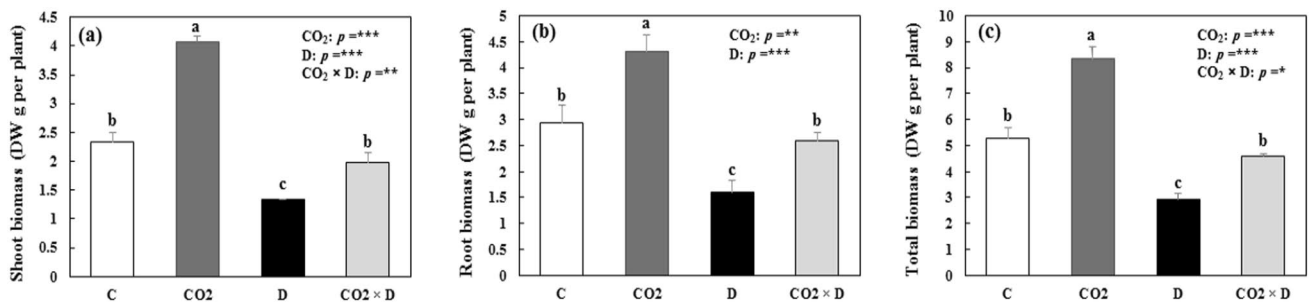 Shoot biomass (DW g per plant)
4.5
4
3.5
3
2.5
2
1.5
1
0.5
0
(a)
CO₂: p =***
D: p =***
CO₂ × D: p =**
b
a
c
b
C
CO2
D
CO2 × D
Root biomass (DW g per plant)
5
4.5
4
3.5
3
2.5
2
1.5
1
0.5
0
(b)
CO₂: p =**
D: p =***
b
a
c
b
C
CO2
D
CO2 × D
Total biomass (DW g per plant)
10
9
8
7
6
5
4
3
2
1
0
(c)
CO₂: p =***
D: p =***
CO₂ × D: p =*
b
a
c
b
C
CO2
D
CO2 × D